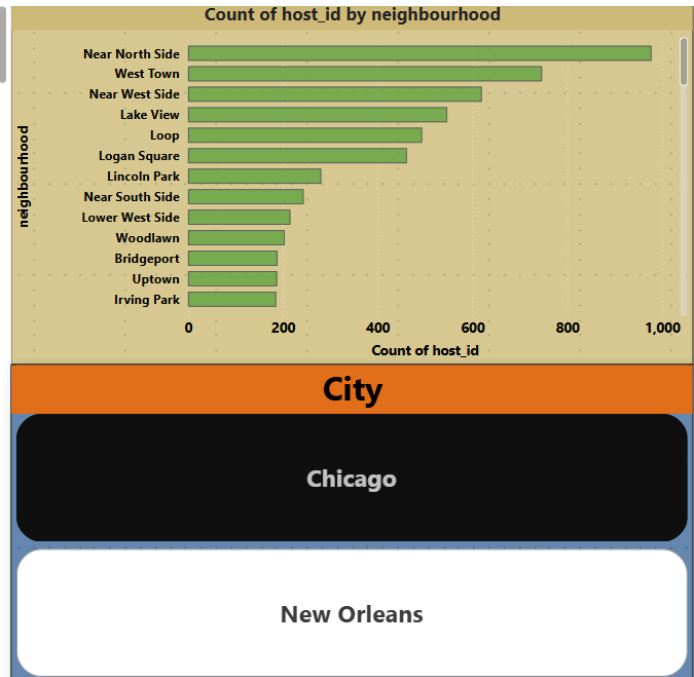 Count of host_id by neighbourhood
neighbourhood
Near North Side
West Town
Near West Side
Lake View
Loop
Logan Square
Lincoln Park
Near South Side
Lower West Side
Woodlawn
Bridgeport
Uptown
Irving Park
0 200 400 600 800 1,000
Count of host_id
City
Chicago
New Orleans